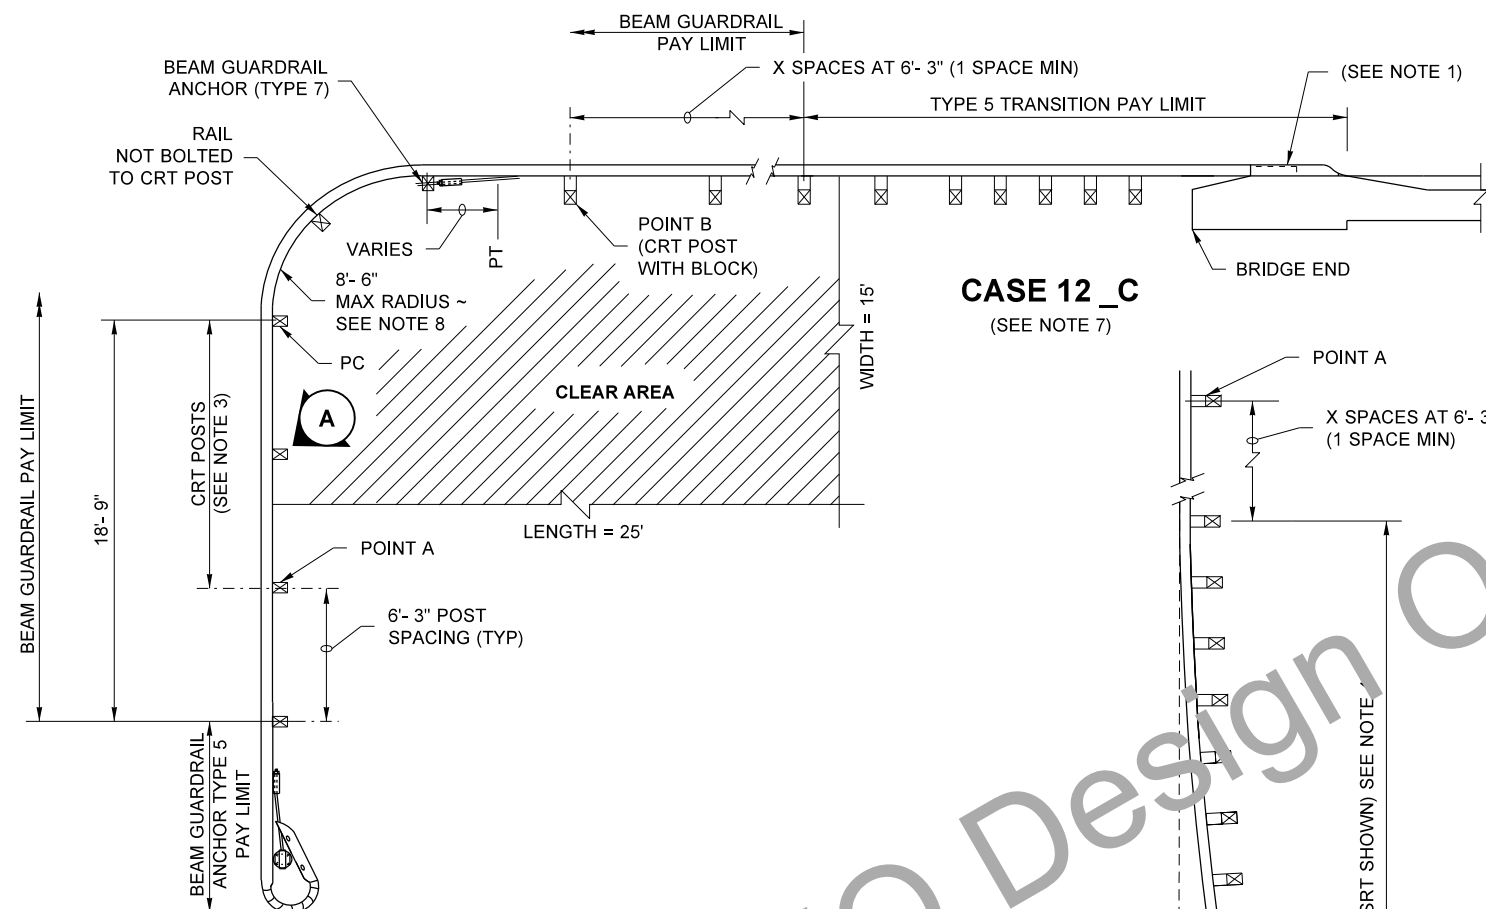 BEAM GUARDRAIL
PAY LIMIT
BEAM GUARDRAIL
ANCHOR (TYPE 7)
X SPACES AT 6'- 3" (1 SPACE MIN)
(SEE NOTE 1)
TYPE 5 TRANSITION PAY LIMIT
RAIL
NOT BOLTED
TO CRT POST
VARIES
PT
POINT B
(CRT POST
WITH BLOCK)
BRIDGE END
8'- 6"
MAX RADIUS ~
SEE NOTE 8
CASE 12 _C
(SEE NOTE 7)
WIDTH = 15'
PC
POINT A
CLEAR AREA
A
BEAM GUARDRAIL PAY LIMIT
18'- 9"
CRT POSTS
(SEE NOTE 3)
X SPACES AT 6'- 3
(1 SPACE MIN)
LENGTH = 25'
POINT A
6'- 3" POST
SPACING (TYP)
BEAM GUARDRAIL
ANCHOR TYPE 5
PAY LIMIT
SRT SHOWN) SEE NOTE
Design